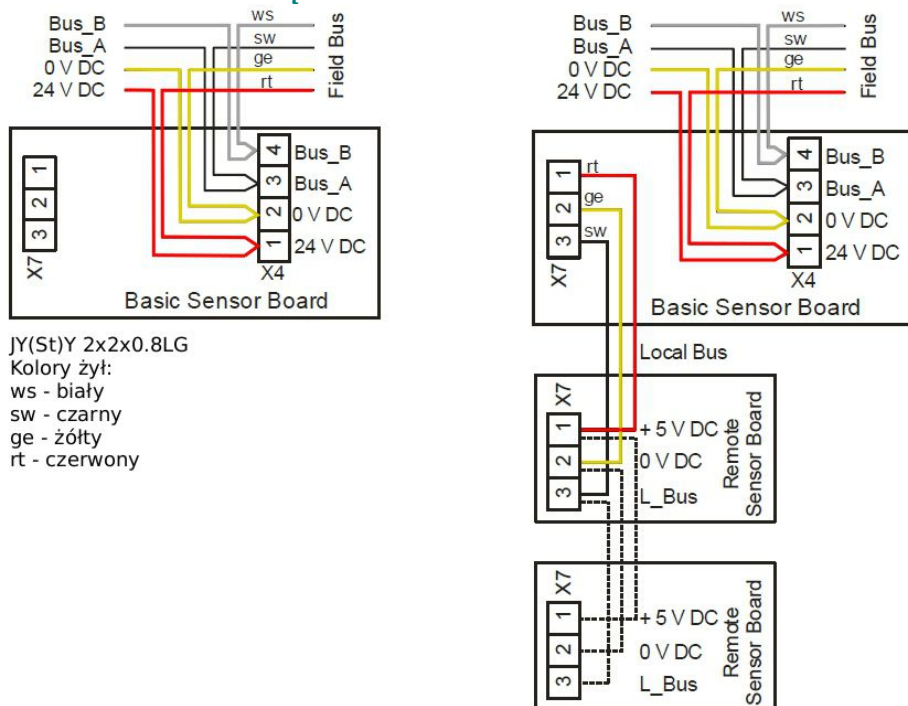 Bus_B
Bus_A
0 V DC
24 V DC
ws
sw
ge
rt
Field Bus
1
2
3
X7
4
3
2
1
Bus_B
Bus_A
0 V DC
24 V DC
X4
Basic Sensor Board
JY(St)Y 2x2x0.8LG
Kolory żył:
ws - biały
sw - czarny
ge - żółty
rt - czerwony
Bus_B
Bus_A
0 V DC
24 V DC
ws
sw
ge
rt
Field Bus
1
2
3
X7
rt
ge
sw
4
3
2
1
Bus_B
Bus_A
0 V DC
24 V DC
X4
Basic Sensor Board
Local Bus
X7
1
2
3
+ 5 V DC
0 V DC
L_Bus
Remote
Sensor Board
X7
1
2
3
+ 5 V DC
0 V DC
L_Bus
Remote
Sensor Board